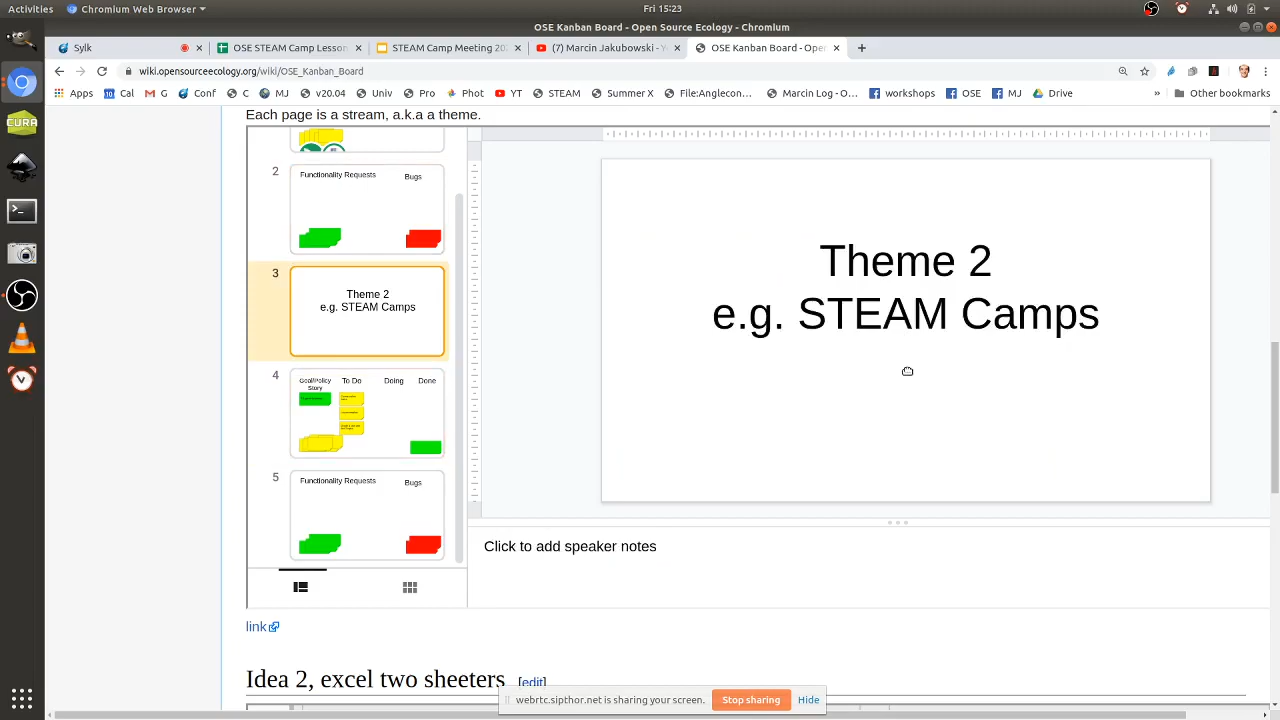 Activities
Chromium Web Browser
Fri 15:23
OSE Kanban Board - Open Source Ecology - Chromium
Sylk
OSE STEAM Camp Lesson
STEAM Camp Meeting 202
(7) Marcin Jakubowski - Y
OSE Kanban Board - Open
wiki.opensourceecology.org/wiki/OSE_Kanban_Board
Apps
Cal
G
Conf
C
MJ
v20.04
Univ
Pro
Phot
YT
STEAM
Summer X
File:Anglecon…
Marcin Log - O…
workshops
OSE
MJ
Drive
»
Other bookmarks
Each page is a stream, a.k.a a theme.
2
Functionality Requests
Bugs
3
Theme 2
e.g. STEAM Camps
4
Goal/Policy
Story
To Do
Doing
Done
5
Functionality Requests
Bugs
Theme 2
e.g. STEAM Camps
Click to add speaker notes
link
Idea 2, excel two sheeters [edit]
webrtc.sipthor.net is sharing your screen.
Stop sharing
Hide